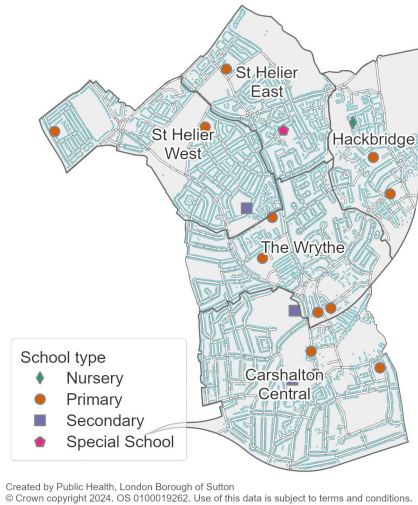 St Helier
East
St Helier
West
Hackbridge
The Wrythe
School type
Nursery
Primary
Secondary
Special School
Carshalton
Central
Created by Public Health, London Borough of Sutton
© Crown copyright 2024. OS 0100019262. Use of this data is subject to terms and conditions.